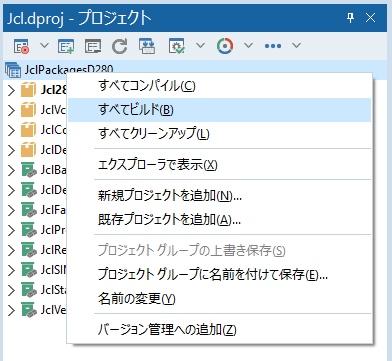 Jcl.dproj - プロジェクト
JclPackagesD280
Jcl28
JclVc
JclCo
JclDe
JclBa
JclDe
JclFa
JclPr
JclRe
JclSIM
JclSta
JclVe
すべてコンパイル(C)
すべてビルド(B)
すべてクリーンアップ(L)
エクスプローラで表示(X)
新規プロジェクトを追加(N)...
既存プロジェクトを追加(A)...
プロジェクト グループの上書き保存(S)
プロジェクト グループに名前を付けて保存(E)...
名前の変更(Y)
バージョン管理への追加(Z)